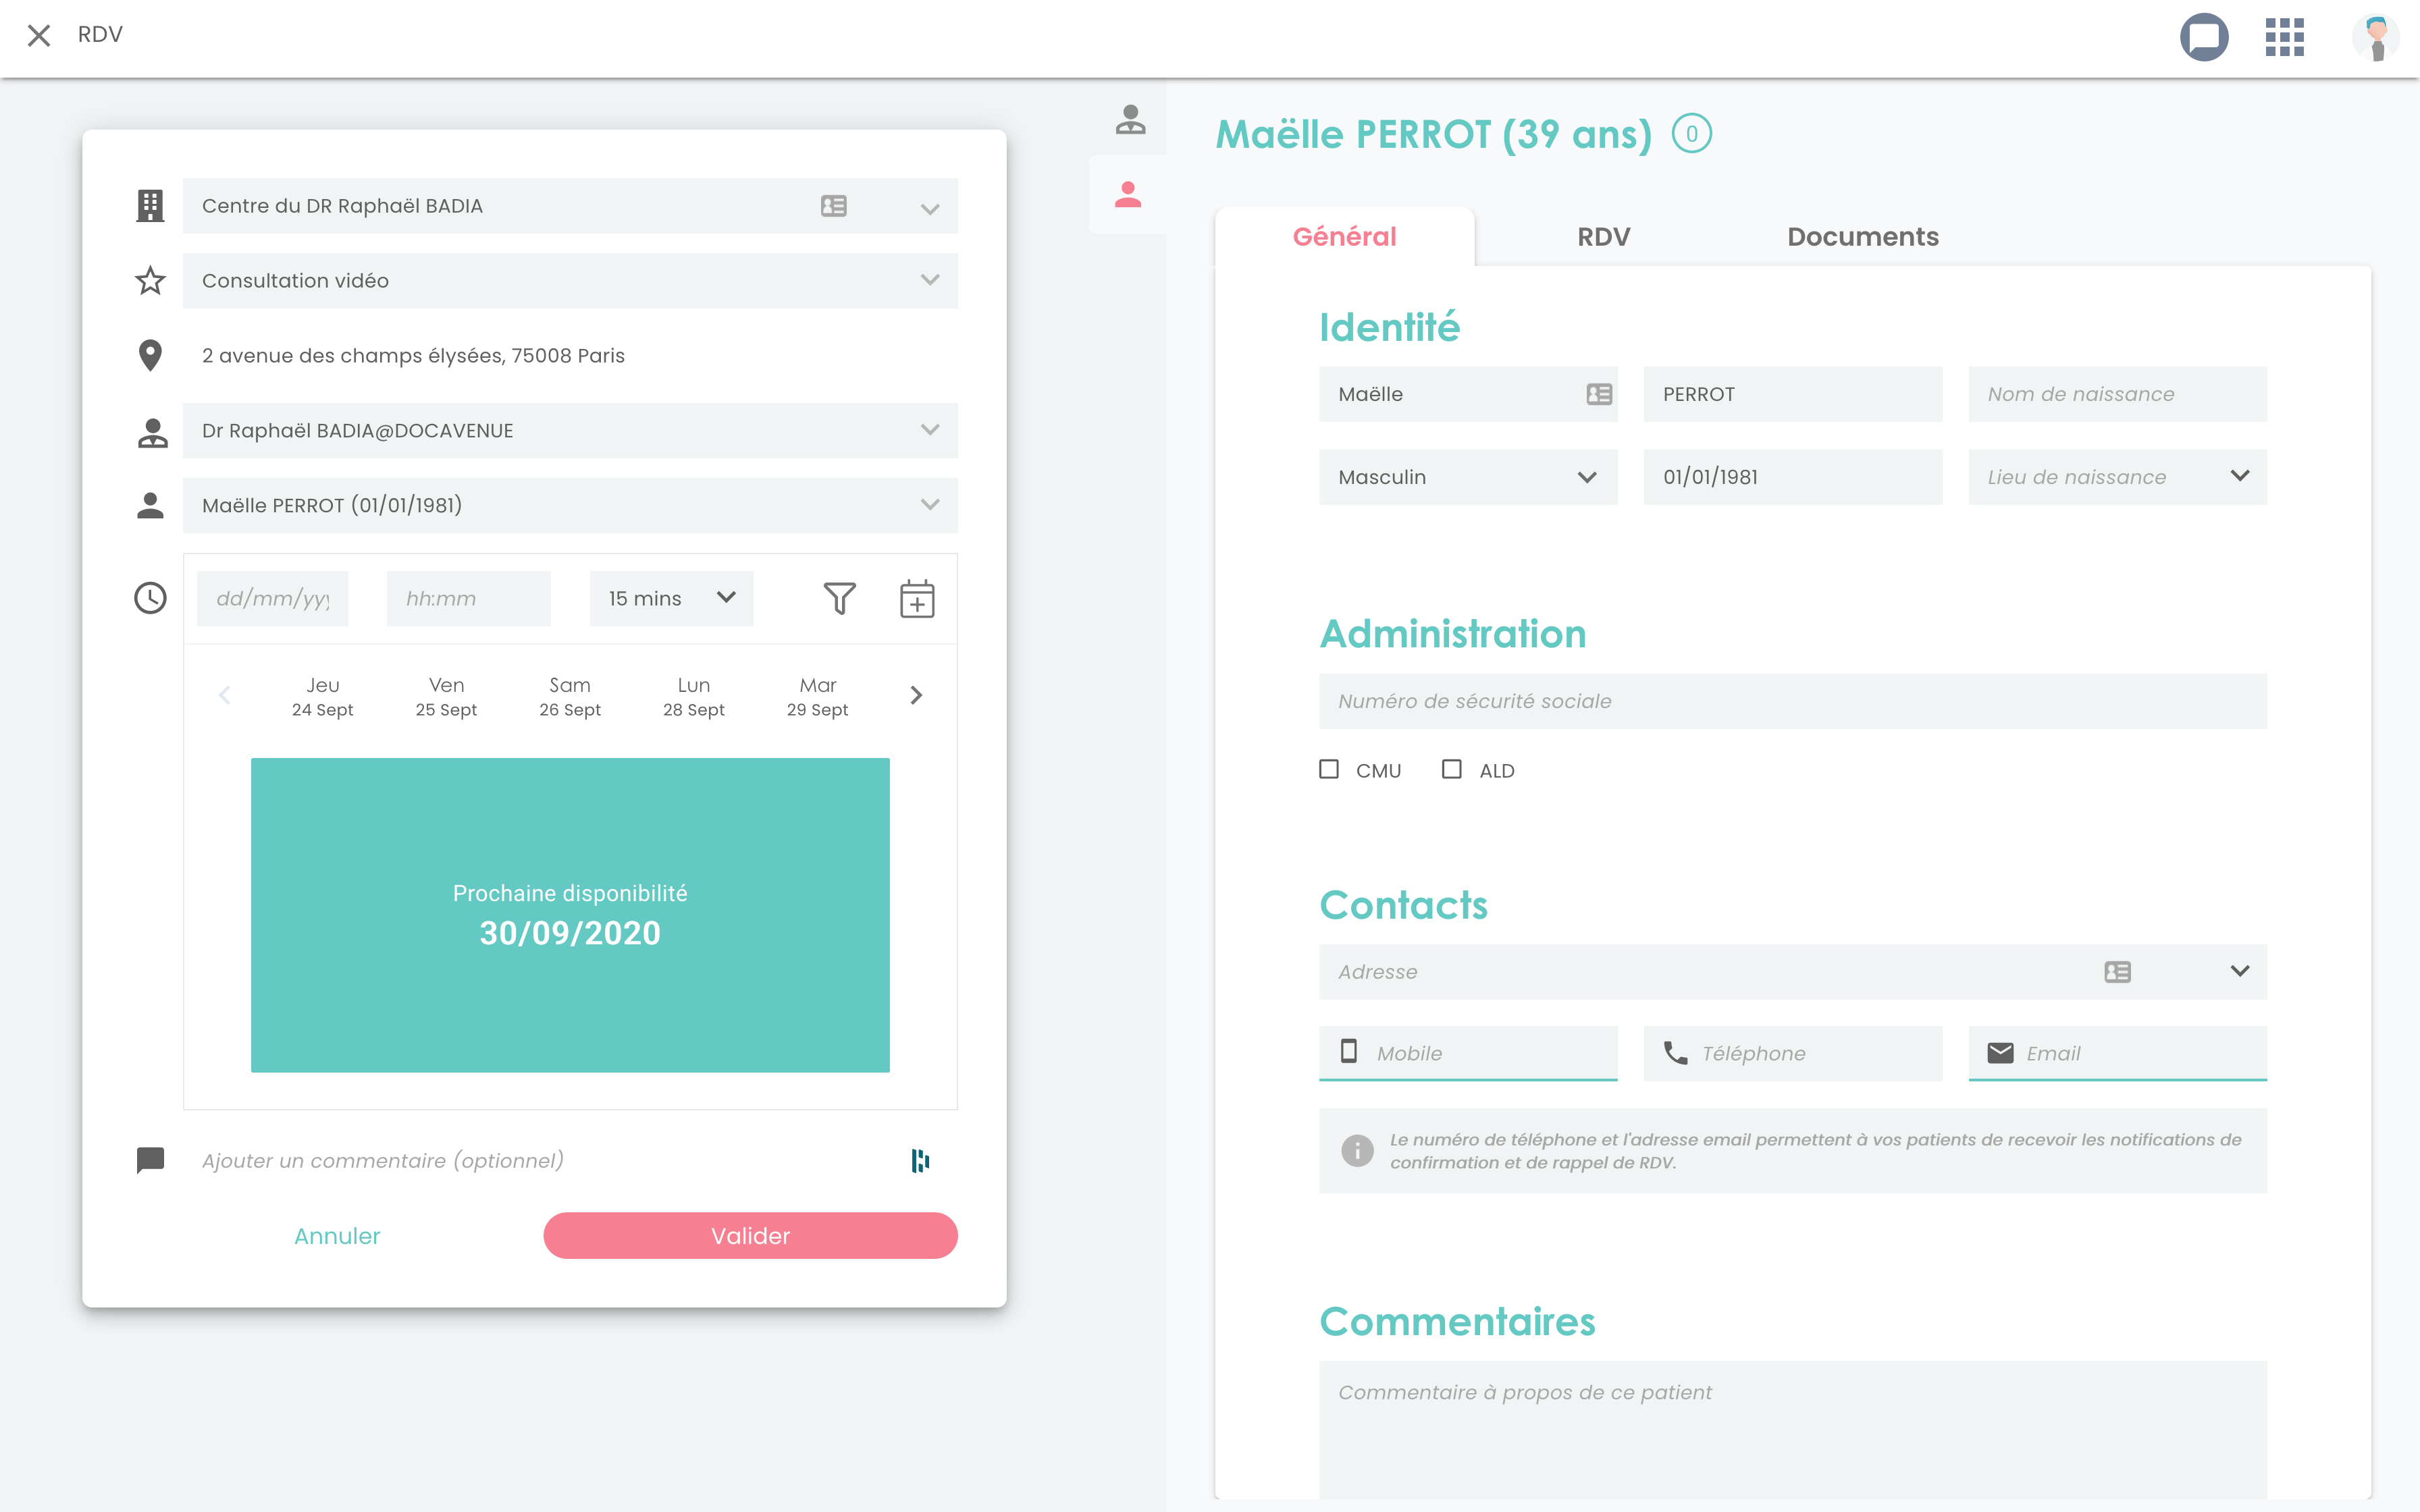 RDV
Centre du DR Raphaël BADIA
Consultation vidéo
2 avenue des champs élysées, 75008 Paris
Dr Raphaël BADIA@DOCAVENUE
Maëlle PERROT (01/01/1981)
dd/mm/yyy hh:mm 15 mins
Jeu Ven Sam Lun Mar
24 Sept 25 Sept 26 Sept 28 Sept 29 Sept
Prochaine disponibilité
30/09/2020
Ajouter un commentaire (optionnel)
Annuler Valider
Maëlle PERROT (39 ans) 0
Général RDV Documents
Identité
Maëlle PERROT Nom de naissance
Masculin 01/01/1981 Lieu de naissance
Administration
Numéro de sécurité sociale
CMU ALD
Contacts
Adresse
Mobile Téléphone Email
Le numéro de téléphone et l'adresse email permettent à vos patients de recevoir les notifications de
confirmation et de rappel de RDV.
Commentaires
Commentaire à propos de ce patient